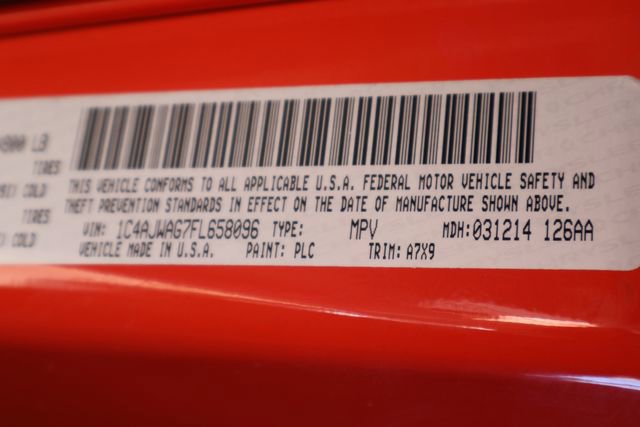 4800 LB
TIRES
COLD
THIS VEHICLE CONFORMS TO ALL APPLICABLE U.S.A. FEDERAL MOTOR VEHICLE SAFETY AND
THEFT PREVENTION STANDARDS IN EFFECT ON THE DATE OF MANUFACTURE SHOWN ABOVE.
TIRES
COLD
VIN: 1C4AJWAG7FL658096 TYPE: MPV MDH: 031214 126AA
VEHICLE MADE IN U.S.A. PAINT: PLC TRIM: A7X9